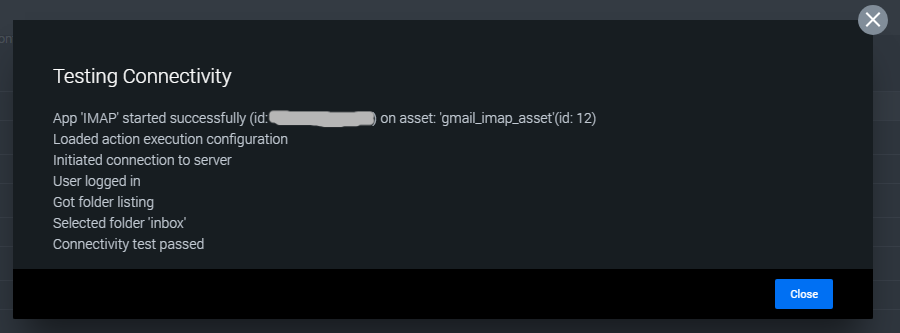 Testing Connectivity
App 'IMAP' started successfully (id: ) on asset: 'gmail_imap_asset'(id: 12)
Loaded action execution configuration
Initiated connection to server
User logged in
Got folder listing
Selected folder 'inbox'
Connectivity test passed
Close